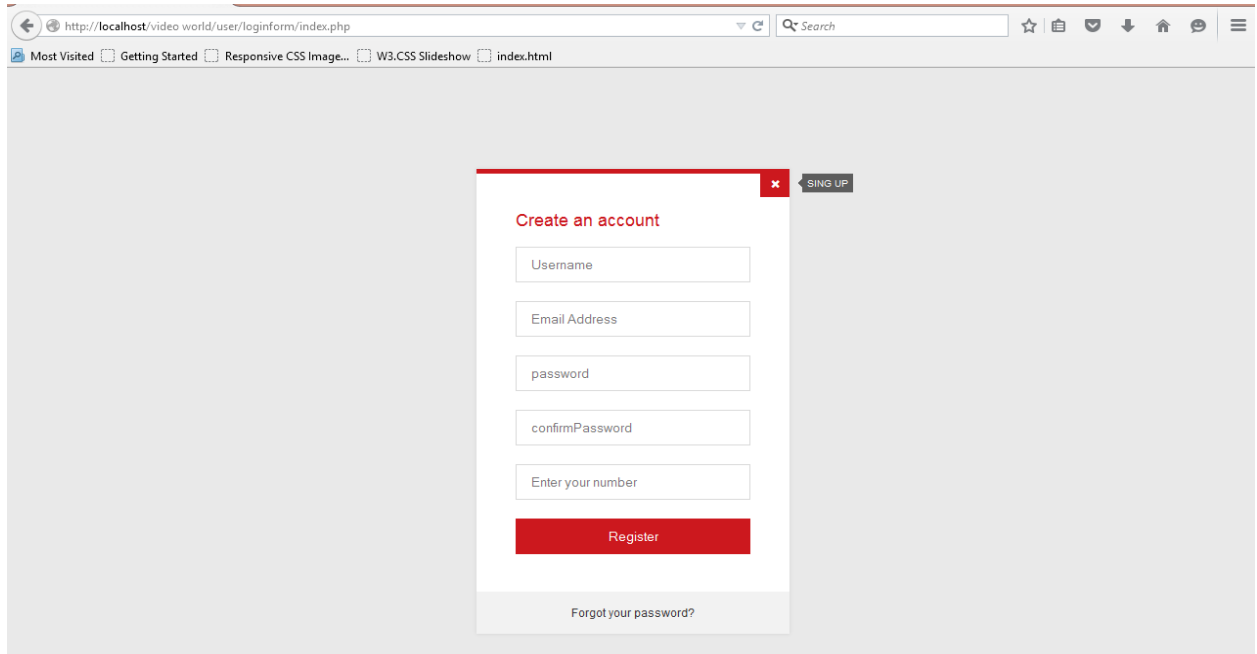 http://localhost/video world/user/loginform/index.php Search
Most Visited Getting Started Responsive CSS Image... W3.CSS Slideshow index.html
SING UP
Create an account
Username
Email Address
password
confirmPassword
Enter your number
Register
Forgot your password?